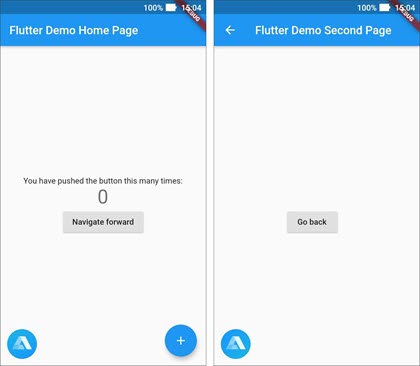 100% 15:04
Debug
Flutter Demo Home Page
You have pushed the button this many times:
0
Navigate forward
+
100% 15:04
Debug
Flutter Demo Second Page
Go back